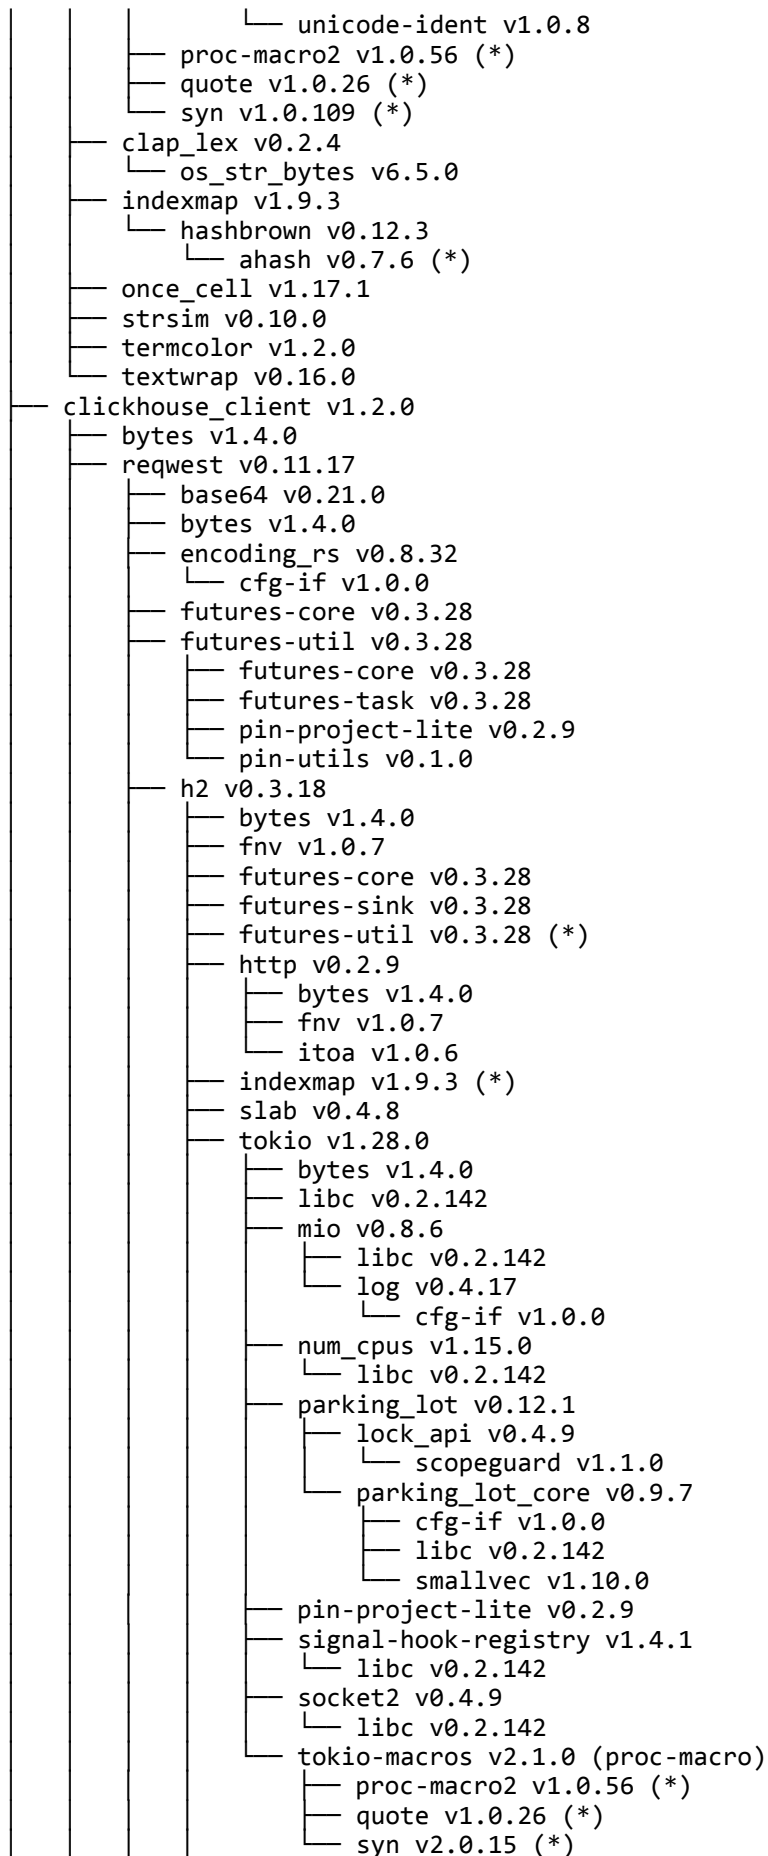 │   │   │       └── unicode-ident v1.0.8
│   │   ├── proc-macro2 v1.0.56 (*)
│   │   ├── quote v1.0.26 (*)
│   │   └── syn v1.0.109 (*)
│   ├── clap_lex v0.2.4
│   │   └── os_str_bytes v6.5.0
│   ├── indexmap v1.9.3
│   │   └── hashbrown v0.12.3
│   │       └── ahash v0.7.6 (*)
│   ├── once_cell v1.17.1
│   ├── strsim v0.10.0
│   ├── termcolor v1.2.0
│   └── textwrap v0.16.0
├── clickhouse_client v1.2.0
│   ├── bytes v1.4.0
│   ├── reqwest v0.11.17
│   │   ├── base64 v0.21.0
│   │   ├── bytes v1.4.0
│   │   ├── encoding_rs v0.8.32
│   │   │   └── cfg-if v1.0.0
│   │   ├── futures-core v0.3.28
│   │   ├── futures-util v0.3.28
│   │   │   ├── futures-core v0.3.28
│   │   │   ├── futures-task v0.3.28
│   │   │   ├── pin-project-lite v0.2.9
│   │   │   └── pin-utils v0.1.0
│   │   ├── h2 v0.3.18
│   │   │   ├── bytes v1.4.0
│   │   │   ├── fnv v1.0.7
│   │   │   ├── futures-core v0.3.28
│   │   │   ├── futures-sink v0.3.28
│   │   │   ├── futures-util v0.3.28 (*)
│   │   │   ├── http v0.2.9
│   │   │   │   ├── bytes v1.4.0
│   │   │   │   ├── fnv v1.0.7
│   │   │   │   └── itoa v1.0.6
│   │   │   ├── indexmap v1.9.3 (*)
│   │   │   ├── slab v0.4.8
│   │   │   ├── tokio v1.28.0
│   │   │   │   ├── bytes v1.4.0
│   │   │   │   ├── libc v0.2.142
│   │   │   │   ├── mio v0.8.6
│   │   │   │   │   ├── libc v0.2.142
│   │   │   │   │   └── log v0.4.17
│   │   │   │   │       └── cfg-if v1.0.0
│   │   │   │   ├── num_cpus v1.15.0
│   │   │   │   │   └── libc v0.2.142
│   │   │   │   ├── parking_lot v0.12.1
│   │   │   │   │   ├── lock_api v0.4.9
│   │   │   │   │   │   └── scopeguard v1.1.0
│   │   │   │   │   └── parking_lot_core v0.9.7
│   │   │   │   │       ├── cfg-if v1.0.0
│   │   │   │   │       ├── libc v0.2.142
│   │   │   │   │       └── smallvec v1.10.0
│   │   │   │   ├── pin-project-lite v0.2.9
│   │   │   │   ├── signal-hook-registry v1.4.1
│   │   │   │   │   └── libc v0.2.142
│   │   │   │   ├── socket2 v0.4.9
│   │   │   │   │   └── libc v0.2.142
│   │   │   │   └── tokio-macros v2.1.0 (proc-macro)
│   │   │   │       ├── proc-macro2 v1.0.56 (*)
│   │   │   │       ├── quote v1.0.26 (*)
│   │   │   │       └── syn v2.0.15 (*)